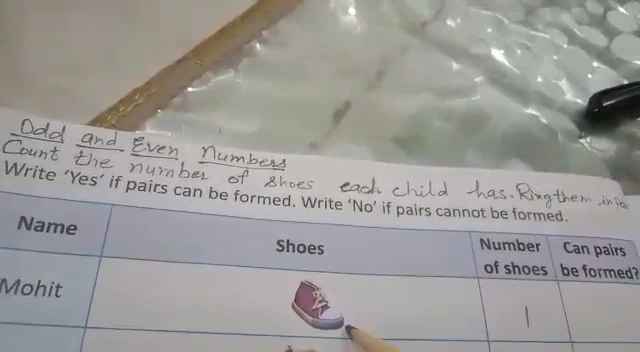 Odd and Even Numbers
Count the number of shoes each child has. Ring them in
Write 'Yes' if pairs can be formed. Write 'No' if pairs cannot be formed.
Name Shoes Number of shoes Can pairs be formed?
Mohit 1